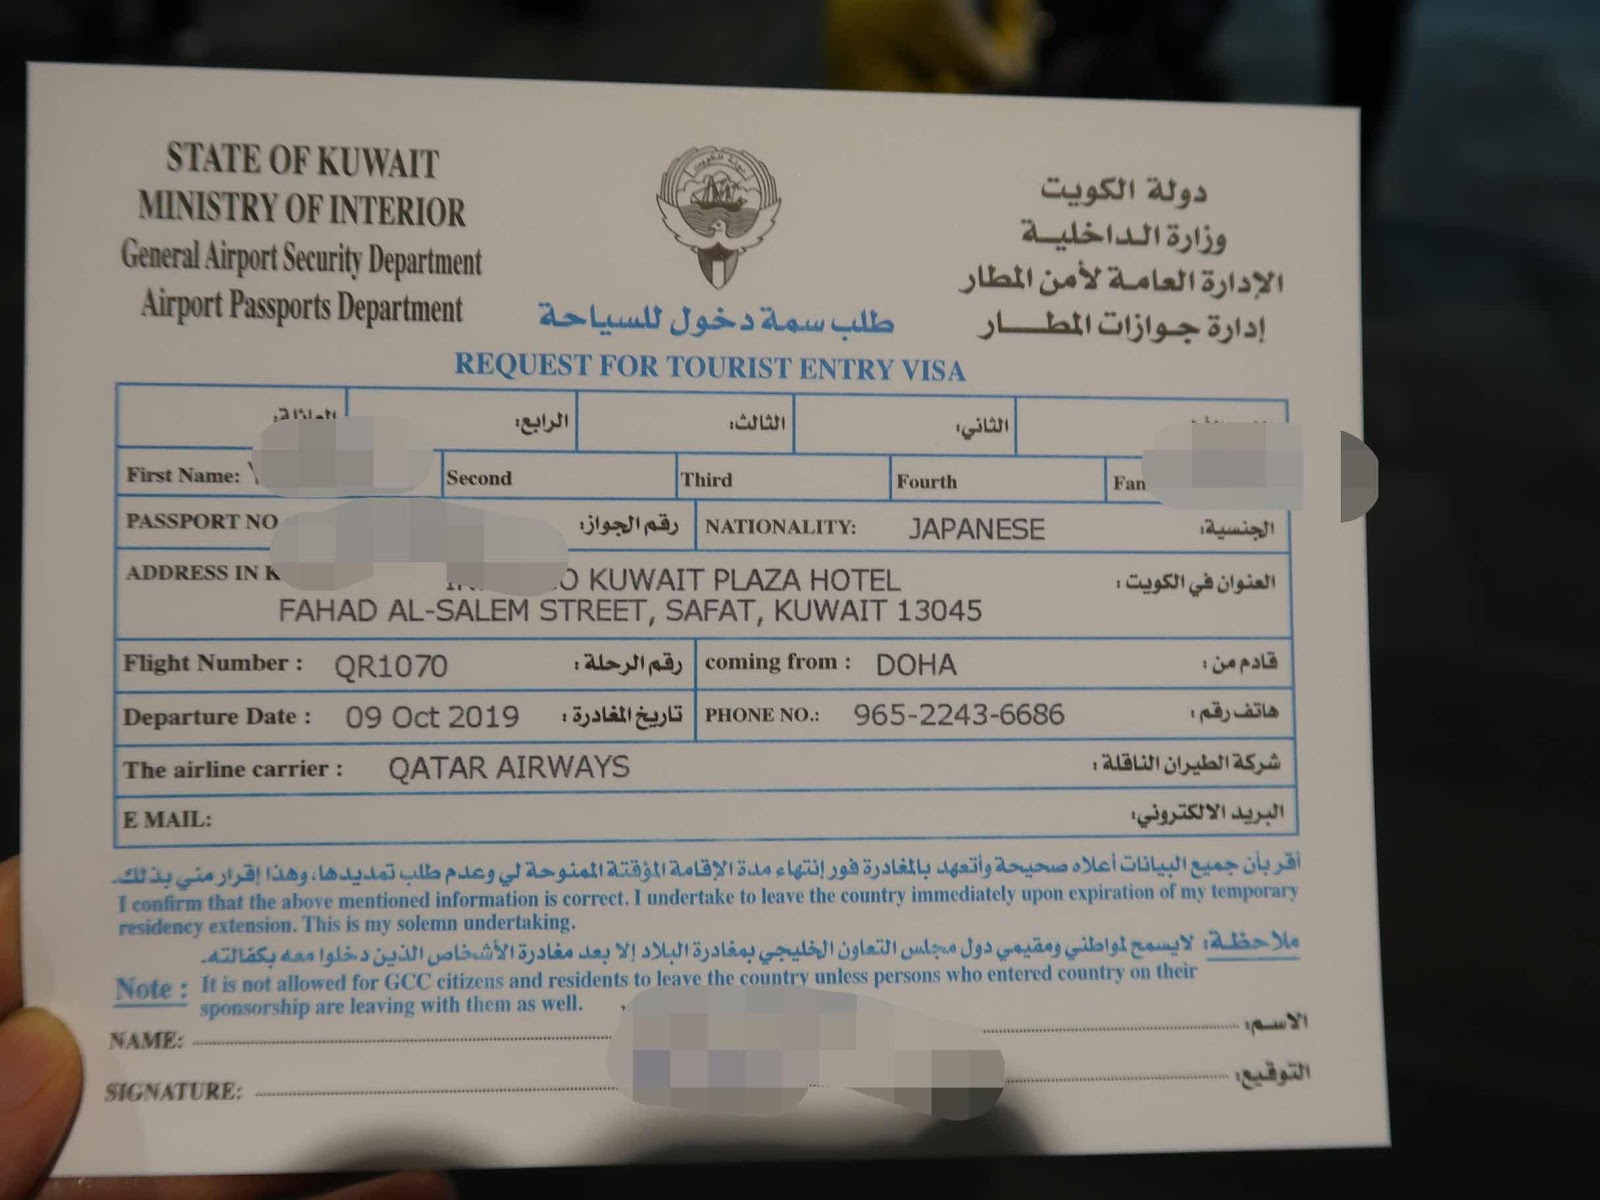 STATE OF KUWAIT
MINISTRY OF INTERIOR
General Airport Security Department
Airport Passports Department
دولة الكويت
وزارة الداخلية
الإدارة العامة لأمن المطار
إدارة جوازات المطار
طلب سمة دخول للسياحة
REQUEST FOR TOURIST ENTRY VISA
الثاني: الثالث: الرابع: العائلة:
First Name: Second Third Fourth
PASSPORT NO رقم الجواز: NATIONALITY: JAPANESE الجنسية:
ADDRESS IN KUWAIT PLAZA HOTEL العنوان في الكويت:
FAHAD AL-SALEM STREET, SAFAT, KUWAIT 13045
Flight Number : QR1070 رقم الرحلة: coming from : DOHA قادم من:
Departure Date : 09 Oct 2019 تاريخ المغادرة: PHONE NO.: 965-2243-6686 هاتف رقم:
The airline carrier : QATAR AIRWAYS شركة الطيران الناقلة:
E MAIL: البريد الالكتروني:
أقر بأن جميع البيانات أعلاه صحيحة وأتعهد بالمغادرة فور إنتهاء مدة الإقامة المؤقتة الممنوحة لي وعدم طلب تمديدها، وهذا إقرار مني بذلك.
I confirm that the above mentioned information is correct. I undertake to leave the country immediately upon expiration of my temporary
residency extension. This is my solemn undertaking.
ملاحظة: لايسمح لمواطني ومقيمي دول مجلس التعاون الخليجي بمغادرة البلاد إلا بعد مغادرة الأشخاص الذين دخلوا معه بكفالته.
Note : It is not allowed for GCC citizens and residents to leave the country unless persons who entered country on their
sponsorship are leaving with them as well.
NAME: الاسم:
SIGNATURE: التوقيع: